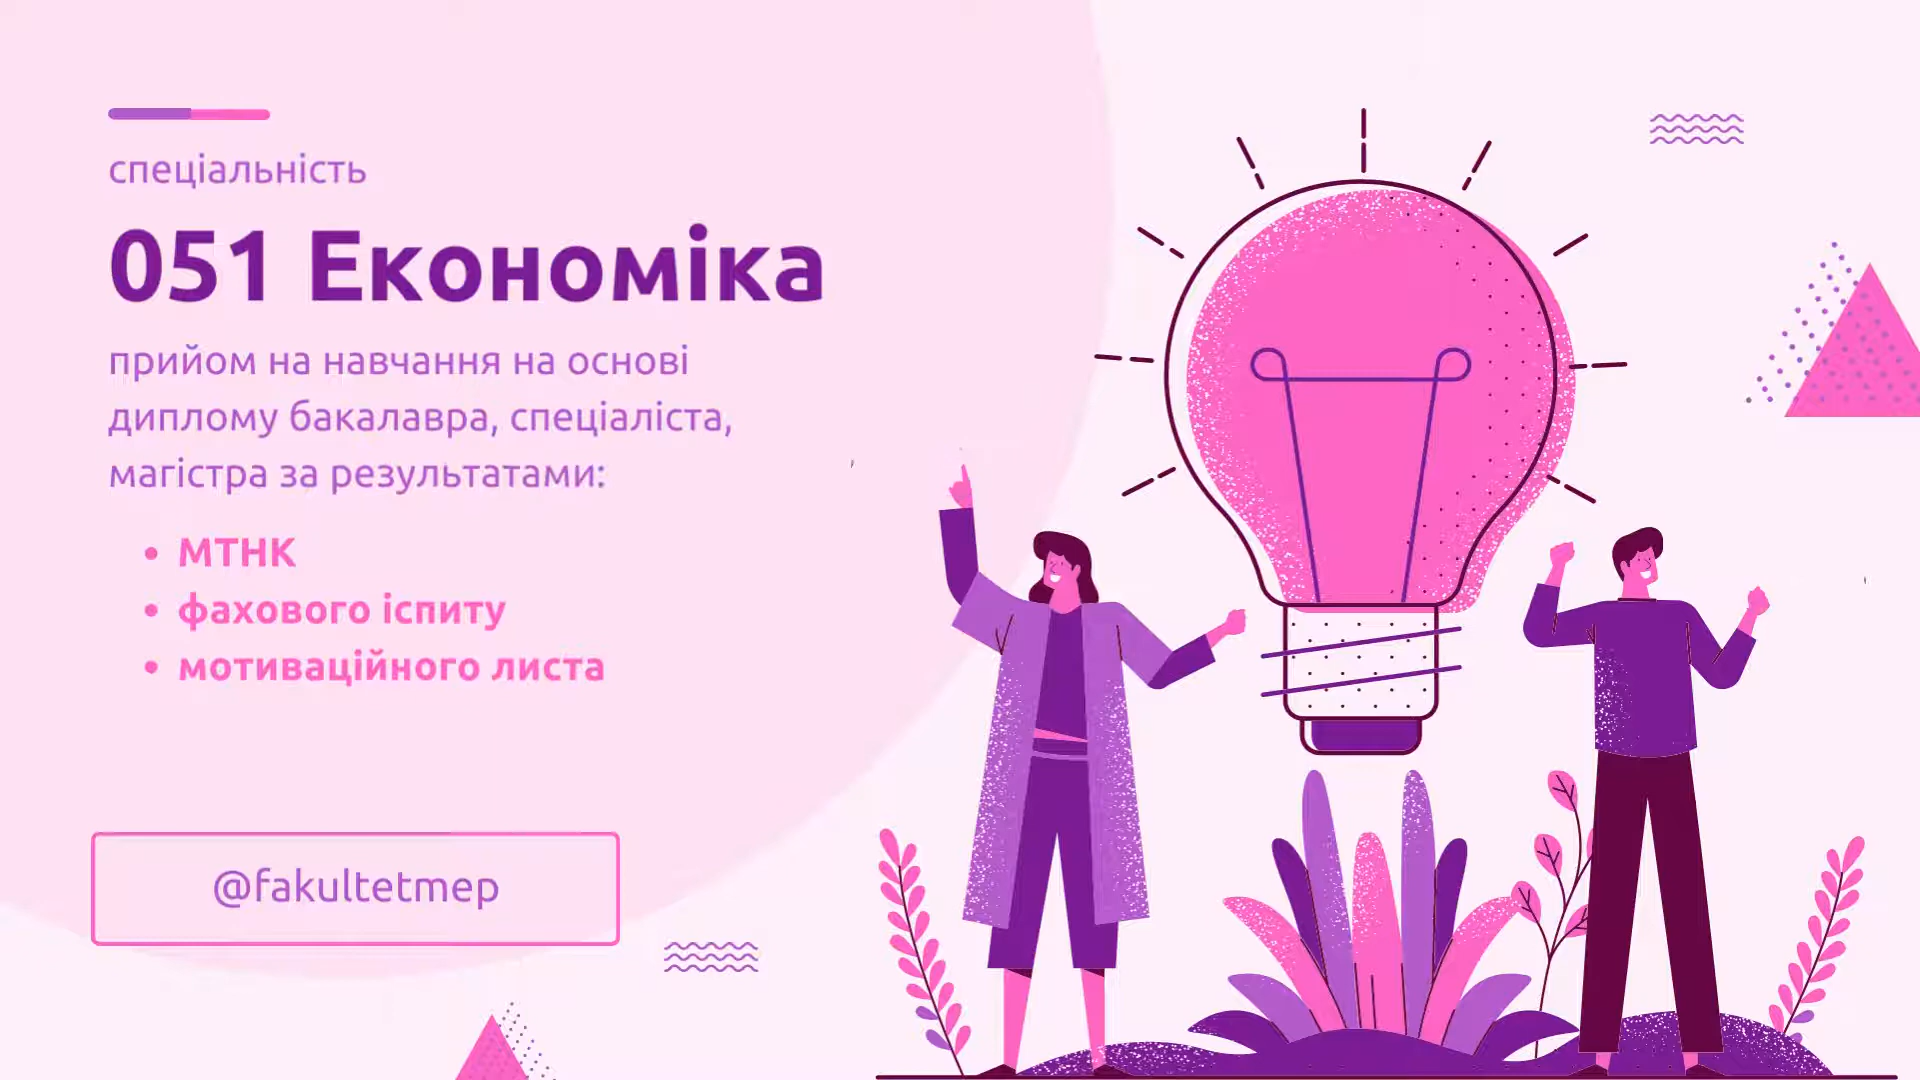 спеціальність
051 Економіка
прийом на навчання на основі
диплому бакалавра, спеціаліста,
магістра за результатами:
• МТНК
• фахового іспиту
• мотиваційного листа
@fakultetmep